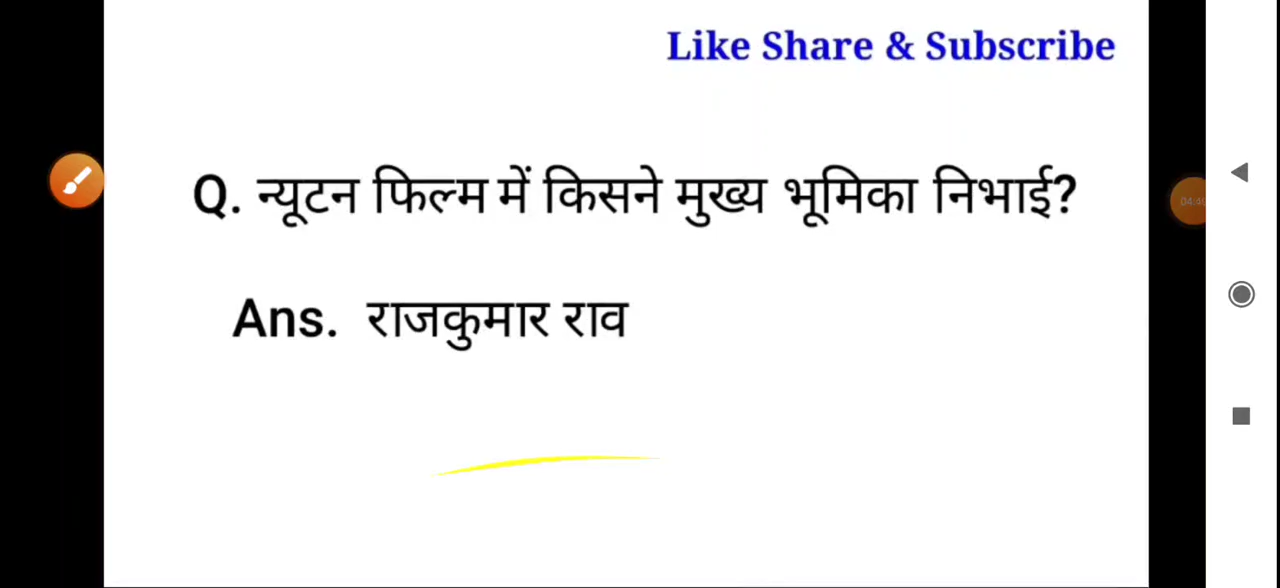 Like Share & Subscribe
Q. न्यूटन फिल्म में किसने मुख्य भूमिका निभाई?
Ans. राजकुमार राव